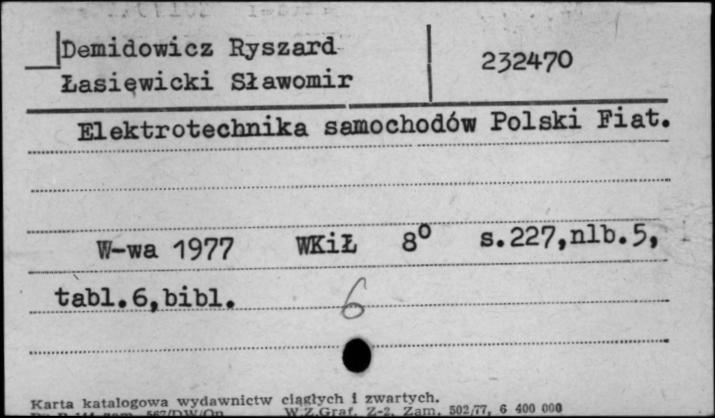 Demidowicz Ryszard
Łasięwicki Sławomir
232470
Elektrotechnika samochodów Polski Fiat.
W-wa 1977 WKiŁ 8° s.227,nlb.5,
tabl.6,bibl.
6
Karta katalogowa wydawnictw ciągłych i zwartych.
W.Z.Graf. Z-2. Zam. 502/77, 6 400 000